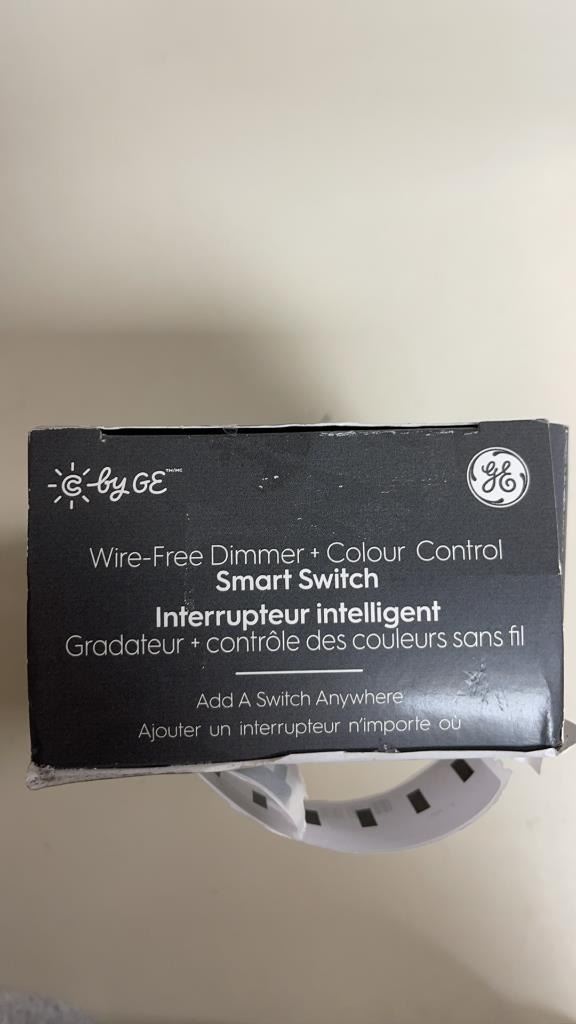 C by GE™/MC
GE
Wire-Free Dimmer + Colour Control
Smart Switch
Interrupteur intelligent
Gradateur + contrôle des couleurs sans fil
Add A Switch Anywhere
Ajouter un interrupteur n'importe où